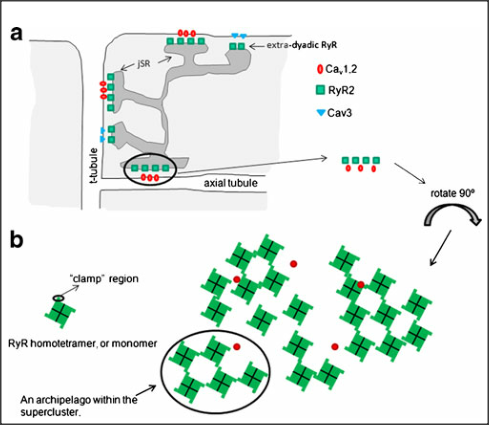 a
extra-dyadic RyR
jSR
Caᵥ1.2
RyR2
Cav3
t-tubule
axial tubule
rotate 90º
b
"clamp" region
RyR homotetramer, or monomer
An archipelago within the
supercluster.